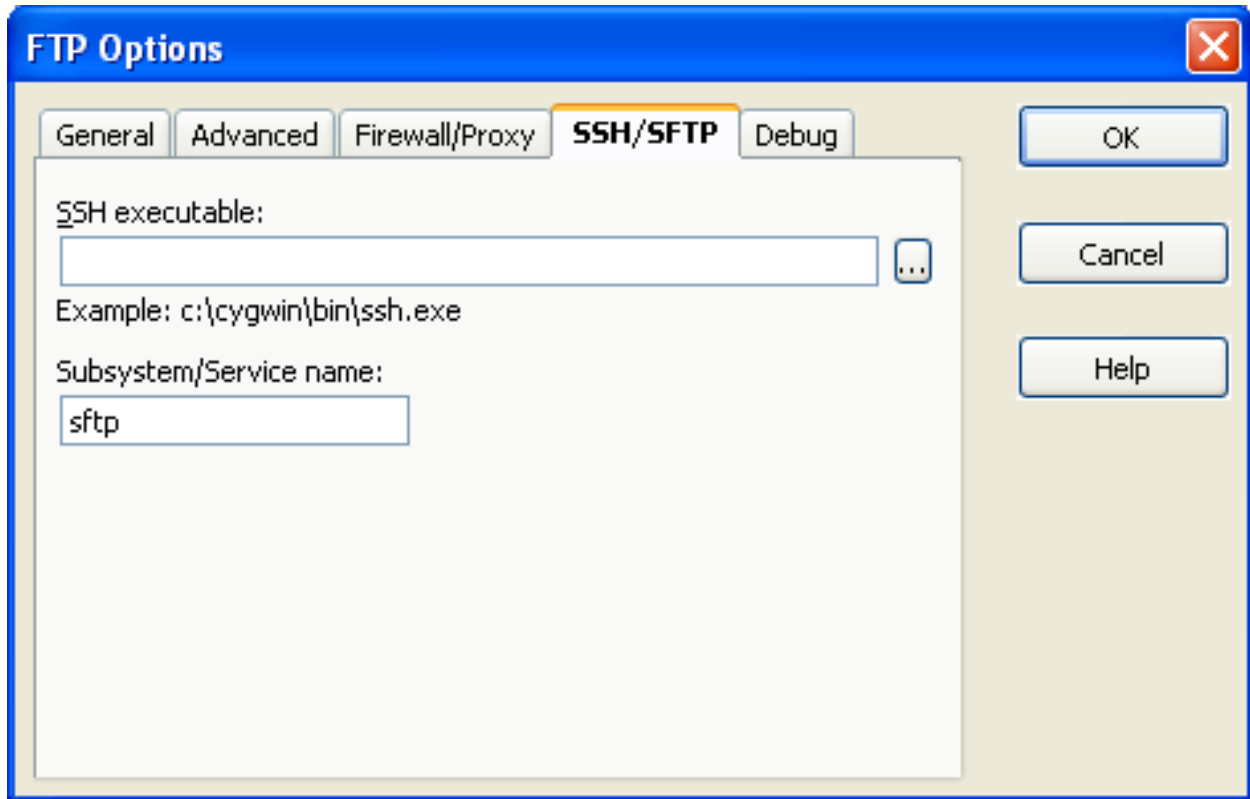 FTP Options
General Advanced Firewall/Proxy SSH/SFTP Debug
OK
SSH executable:
...
Cancel
Example: c:\cygwin\bin\ssh.exe
Subsystem/Service name:
Help
sftp